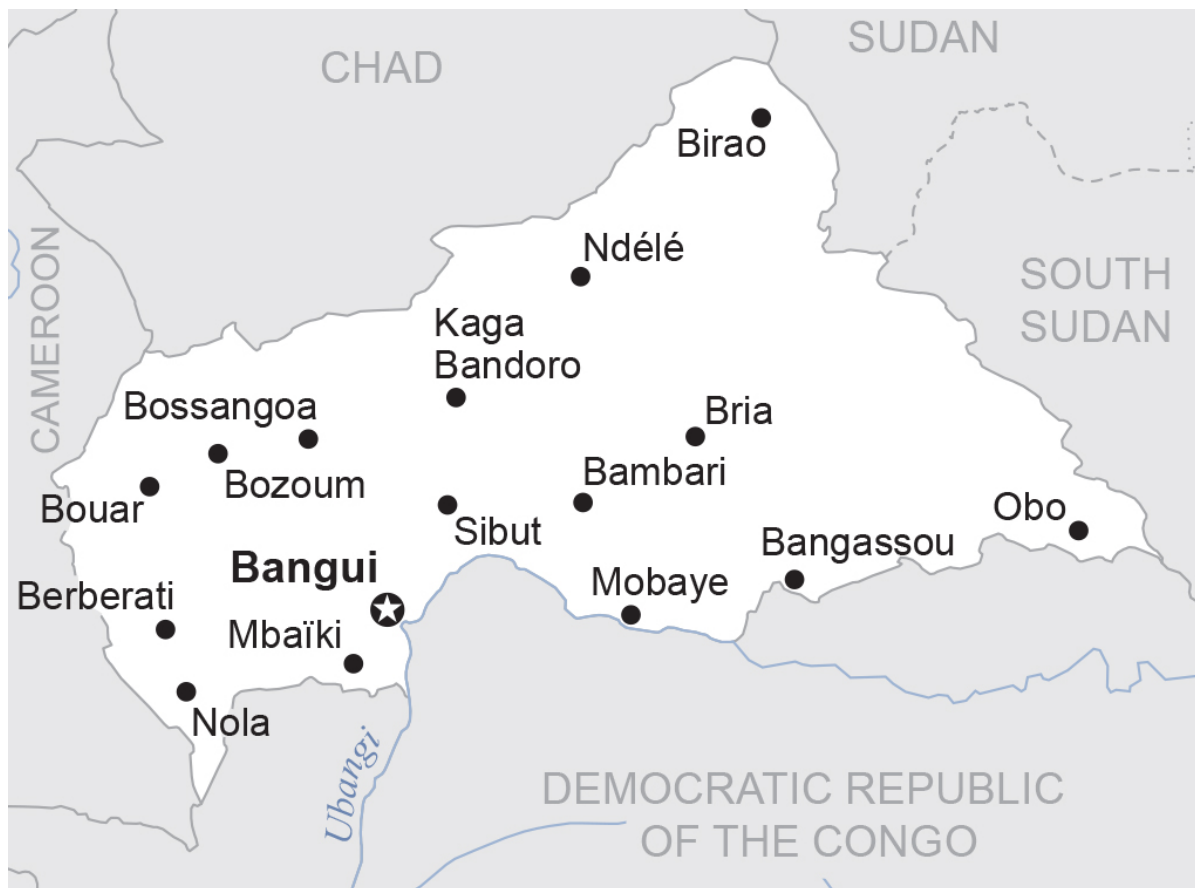 SUDAN
CHAD
Birao
Ndélé
CAMEROON
SOUTH
SUDAN
Kaga
Bandoro
Bossangoa
Bria
Bozoum
Bambari
Bouar
Sibut
Obo
Bangassou
Bangui
Mobaye
Berberati
Mbaïki
Nola
Ubangi
DEMOCRATIC REPUBLIC
OF THE CONGO